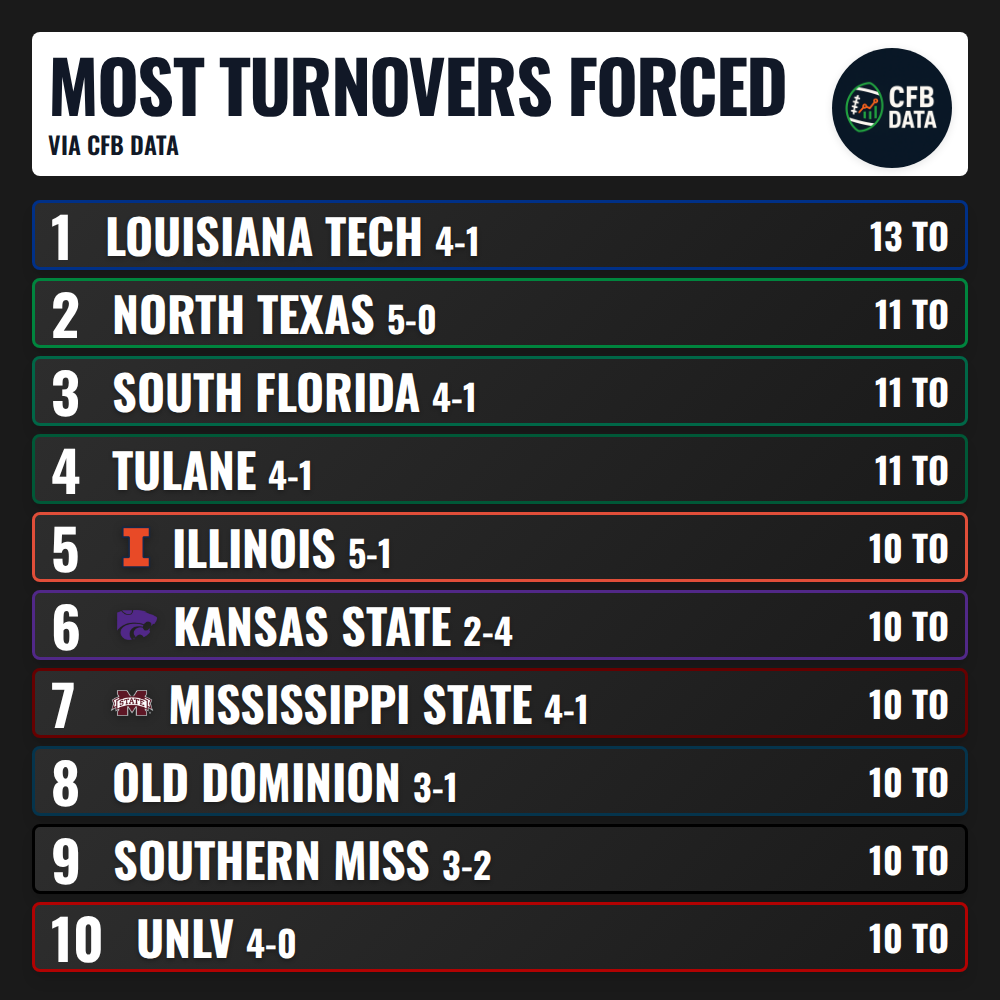 MOST TURNOVERS FORCED
VIA CFB DATA
CFB
DATA
1 LOUISIANA TECH 4-1 13 TO
2 NORTH TEXAS 5-0 11 TO
3 SOUTH FLORIDA 4-1 11 TO
4 TULANE 4-1 11 TO
5 I ILLINOIS 5-1 10 TO
6 KANSAS STATE 2-4 10 TO
7 M STATE MISSISSIPPI STATE 4-1 10 TO
8 OLD DOMINION 3-1 10 TO
9 SOUTHERN MISS 3-2 10 TO
10 UNLV 4-0 10 TO